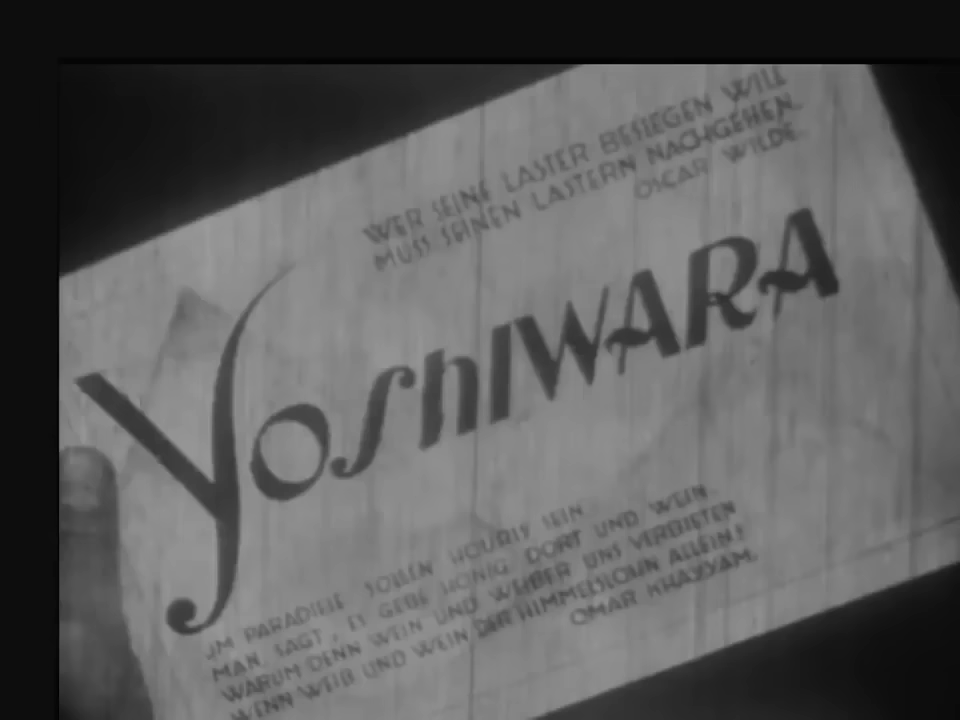 WER SEINE LASTER BESIEGEN WILL
MUSS SEINEN LASTERN NACHGEHEN.
OSCAR WILDE.
YoshIWARA
IM PARADIESE SOLLEN HOURIS SEIN
MAN SAGT, ES GEBE HONIG DORT UND WEIN.
WARUM DENN WEIN UND WEIBER UNS VERBIETEN
WENN WEIB UND WEIN DER HIMMELSLOHN ALLEIN!
OMAR KHAYYAM.